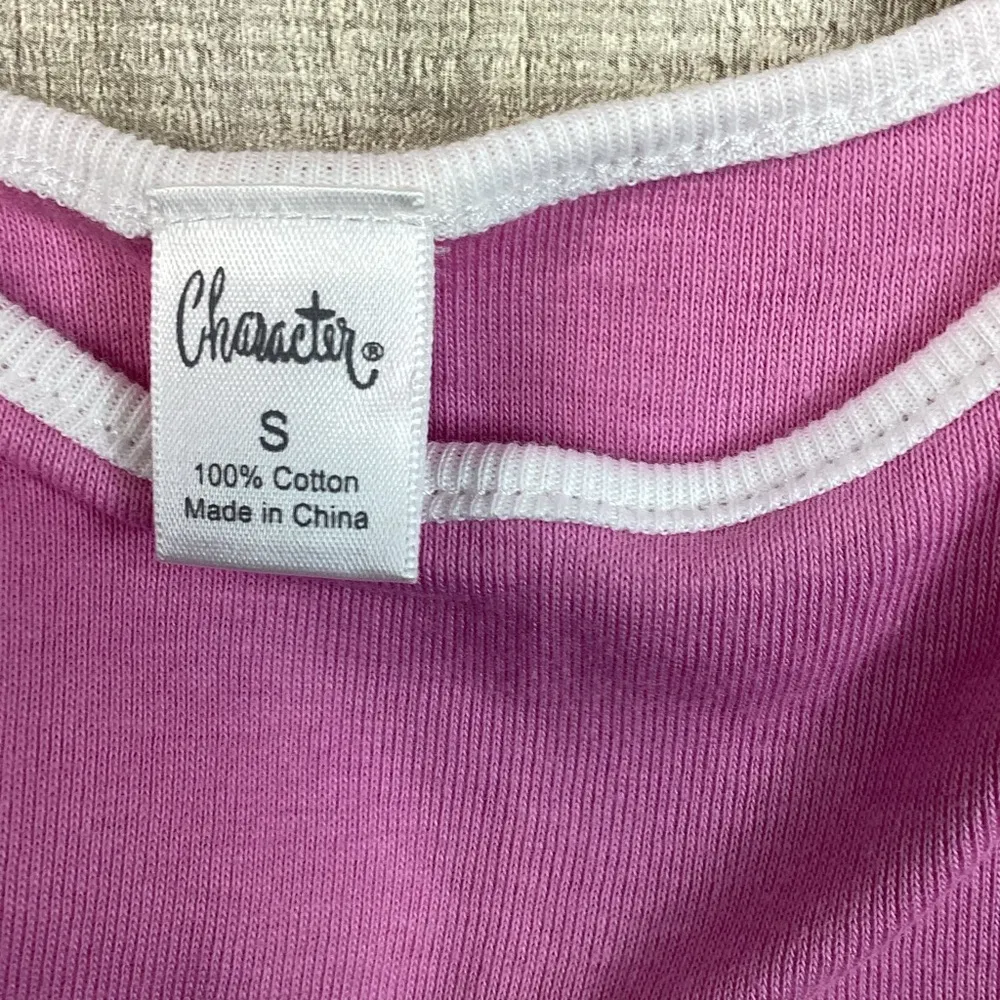 Character®
S
100% Cotton
Made in China